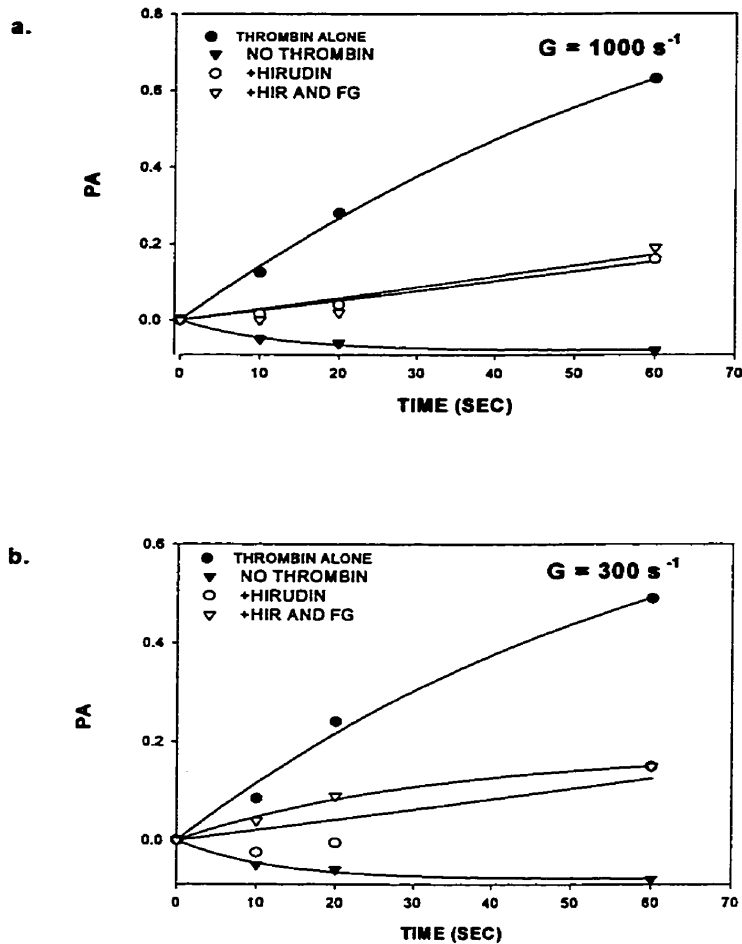 a.
THROMBIN ALONE
NO THROMBIN
+HIRUDIN
+HIR AND FG
G = 1000 s-1
0.8
0.6
0.4
0.2
0.0
PA
0 10 20 30 40 50 60 70
TIME (SEC)
b.
THROMBIN ALONE
NO THROMBIN
+HIRUDIN
+HIR AND FG
G = 300 s-1
0.6
0.4
0.2
0.0
PA
0 10 20 30 40 50 60 70
TIME (SEC)